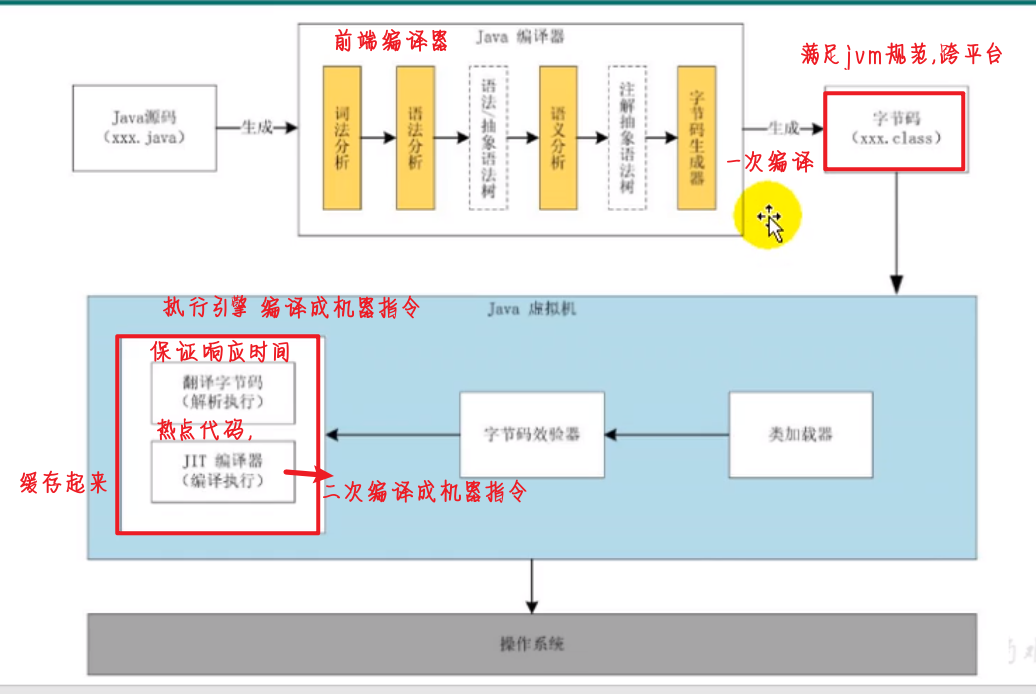 前端编译器
Java 编译器
满足jvm规范,跨平台
Java源码
(xxx.java)
生成
词法分析
语法分析
语法/抽象语法树
语义分析
注解抽象语法树
字节码生成器
生成
一次编译
字节码
(xxx.class)
执行引擎 编译成机器指令
Java 虚拟机
保证响应时间
翻译字节码
(解析执行)
热点代码,
JIT 编译器
(编译执行)
缓存起来
二次编译成机器指令
字节码效验器
类加载器
操作系统